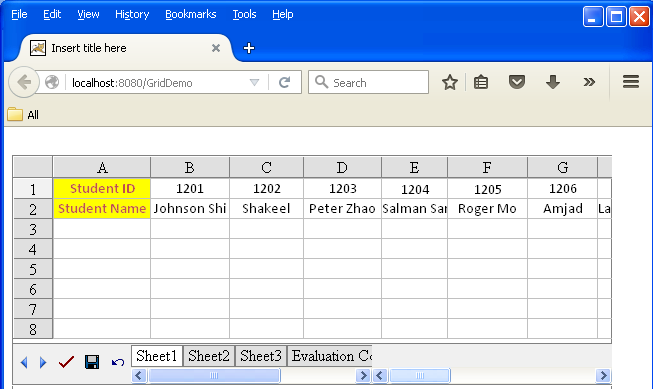 File Edit View History Bookmarks Tools Help
Insert title here
localhost:8080/GridDemo Search
All
A B C D E F G
1 Student ID 1201 1202 1203 1204 1205 1206
2 Student Name Johnson Shi Shakeel Peter Zhao Salman Sar Roger Mo Amjad La
3
4
5
6
7
8
Sheet1 Sheet2 Sheet3 Evaluation Co